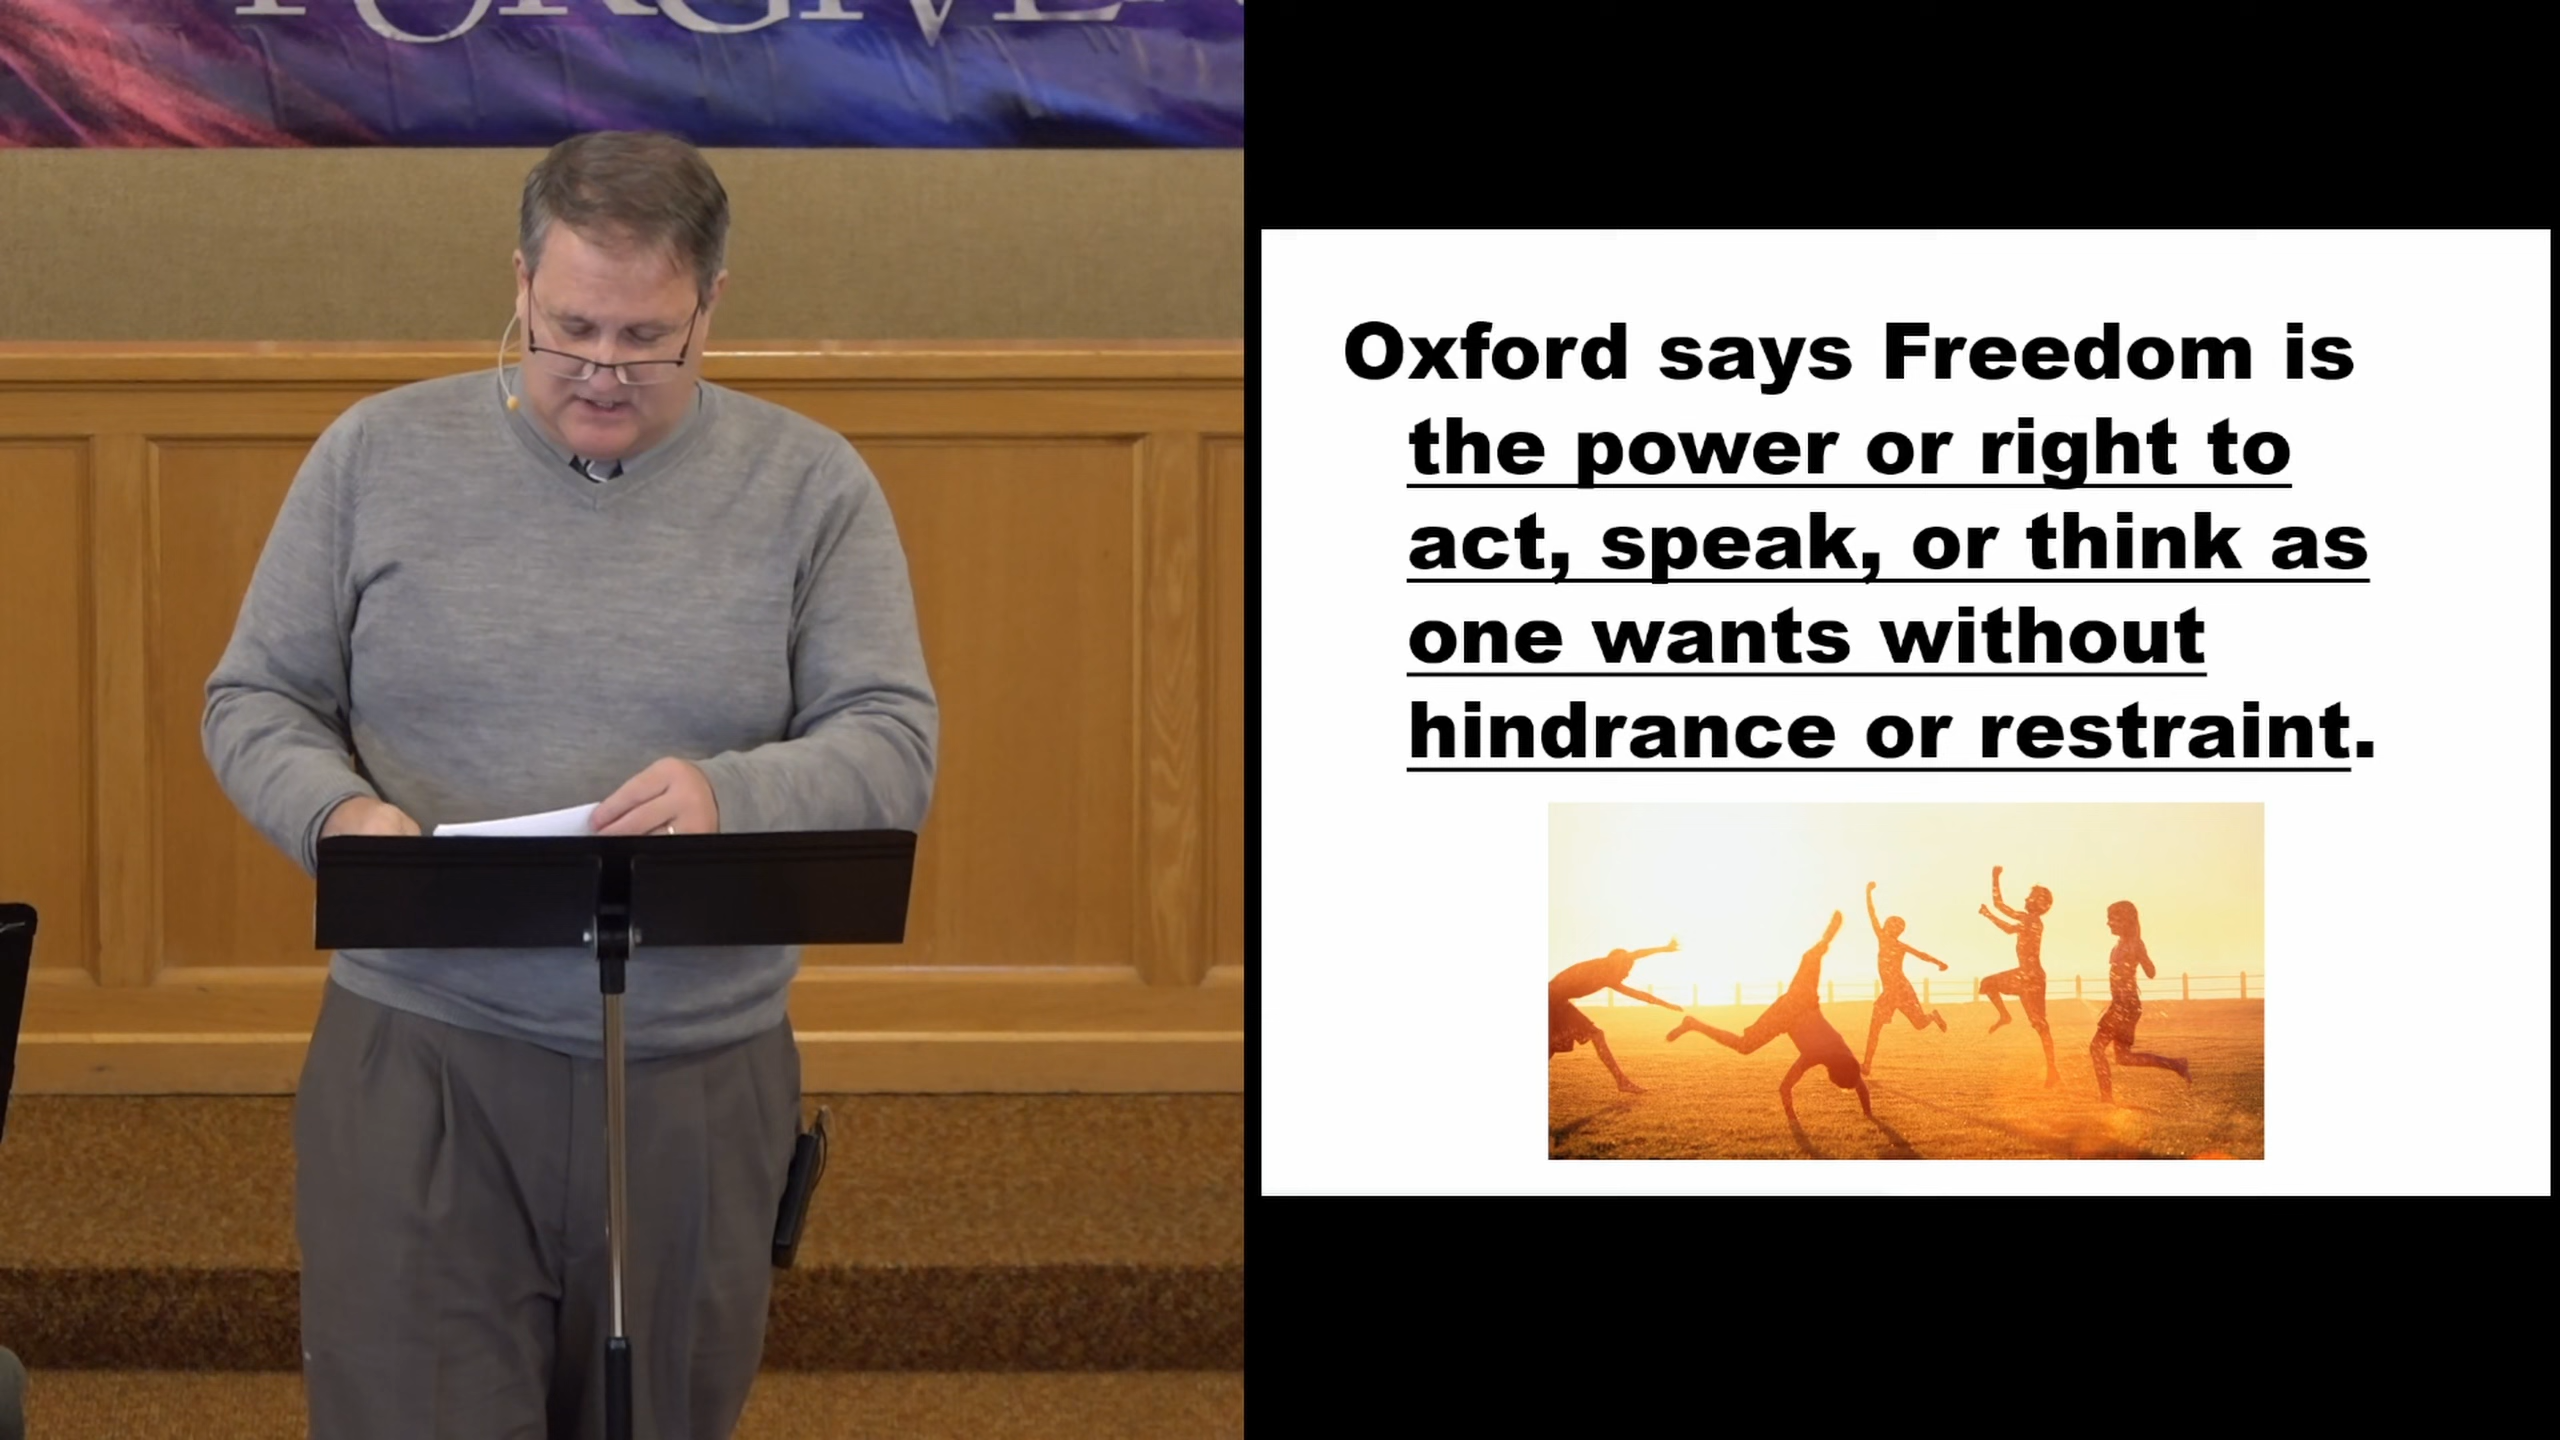 FORGIVEN
Oxford says Freedom is
the power or right to
act, speak, or think as
one wants without
hindrance or restraint.